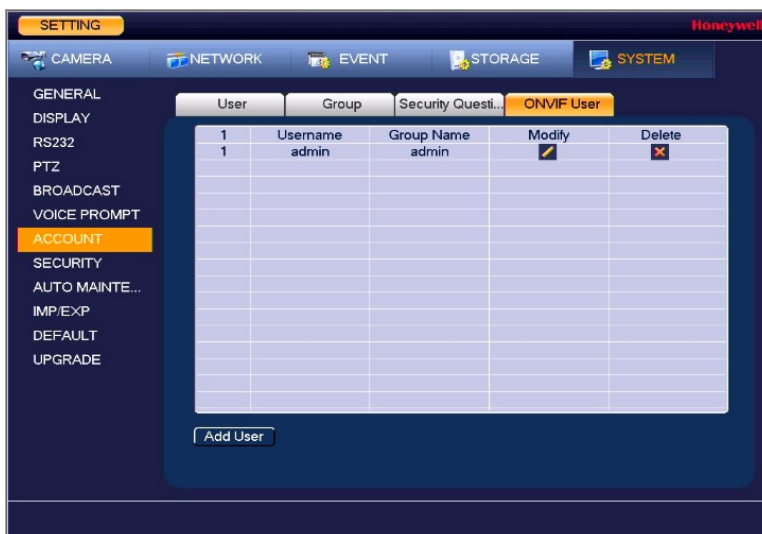 SETTING
Honeywell
CAMERA NETWORK EVENT STORAGE SYSTEM
GENERAL
DISPLAY
RS232
PTZ
BROADCAST
VOICE PROMPT
ACCOUNT
SECURITY
AUTO MAINTE...
IMP/EXP
DEFAULT
UPGRADE
User Group Security Questi... ONVIF User
1 Username Group Name Modify Delete
1 admin admin
Add User